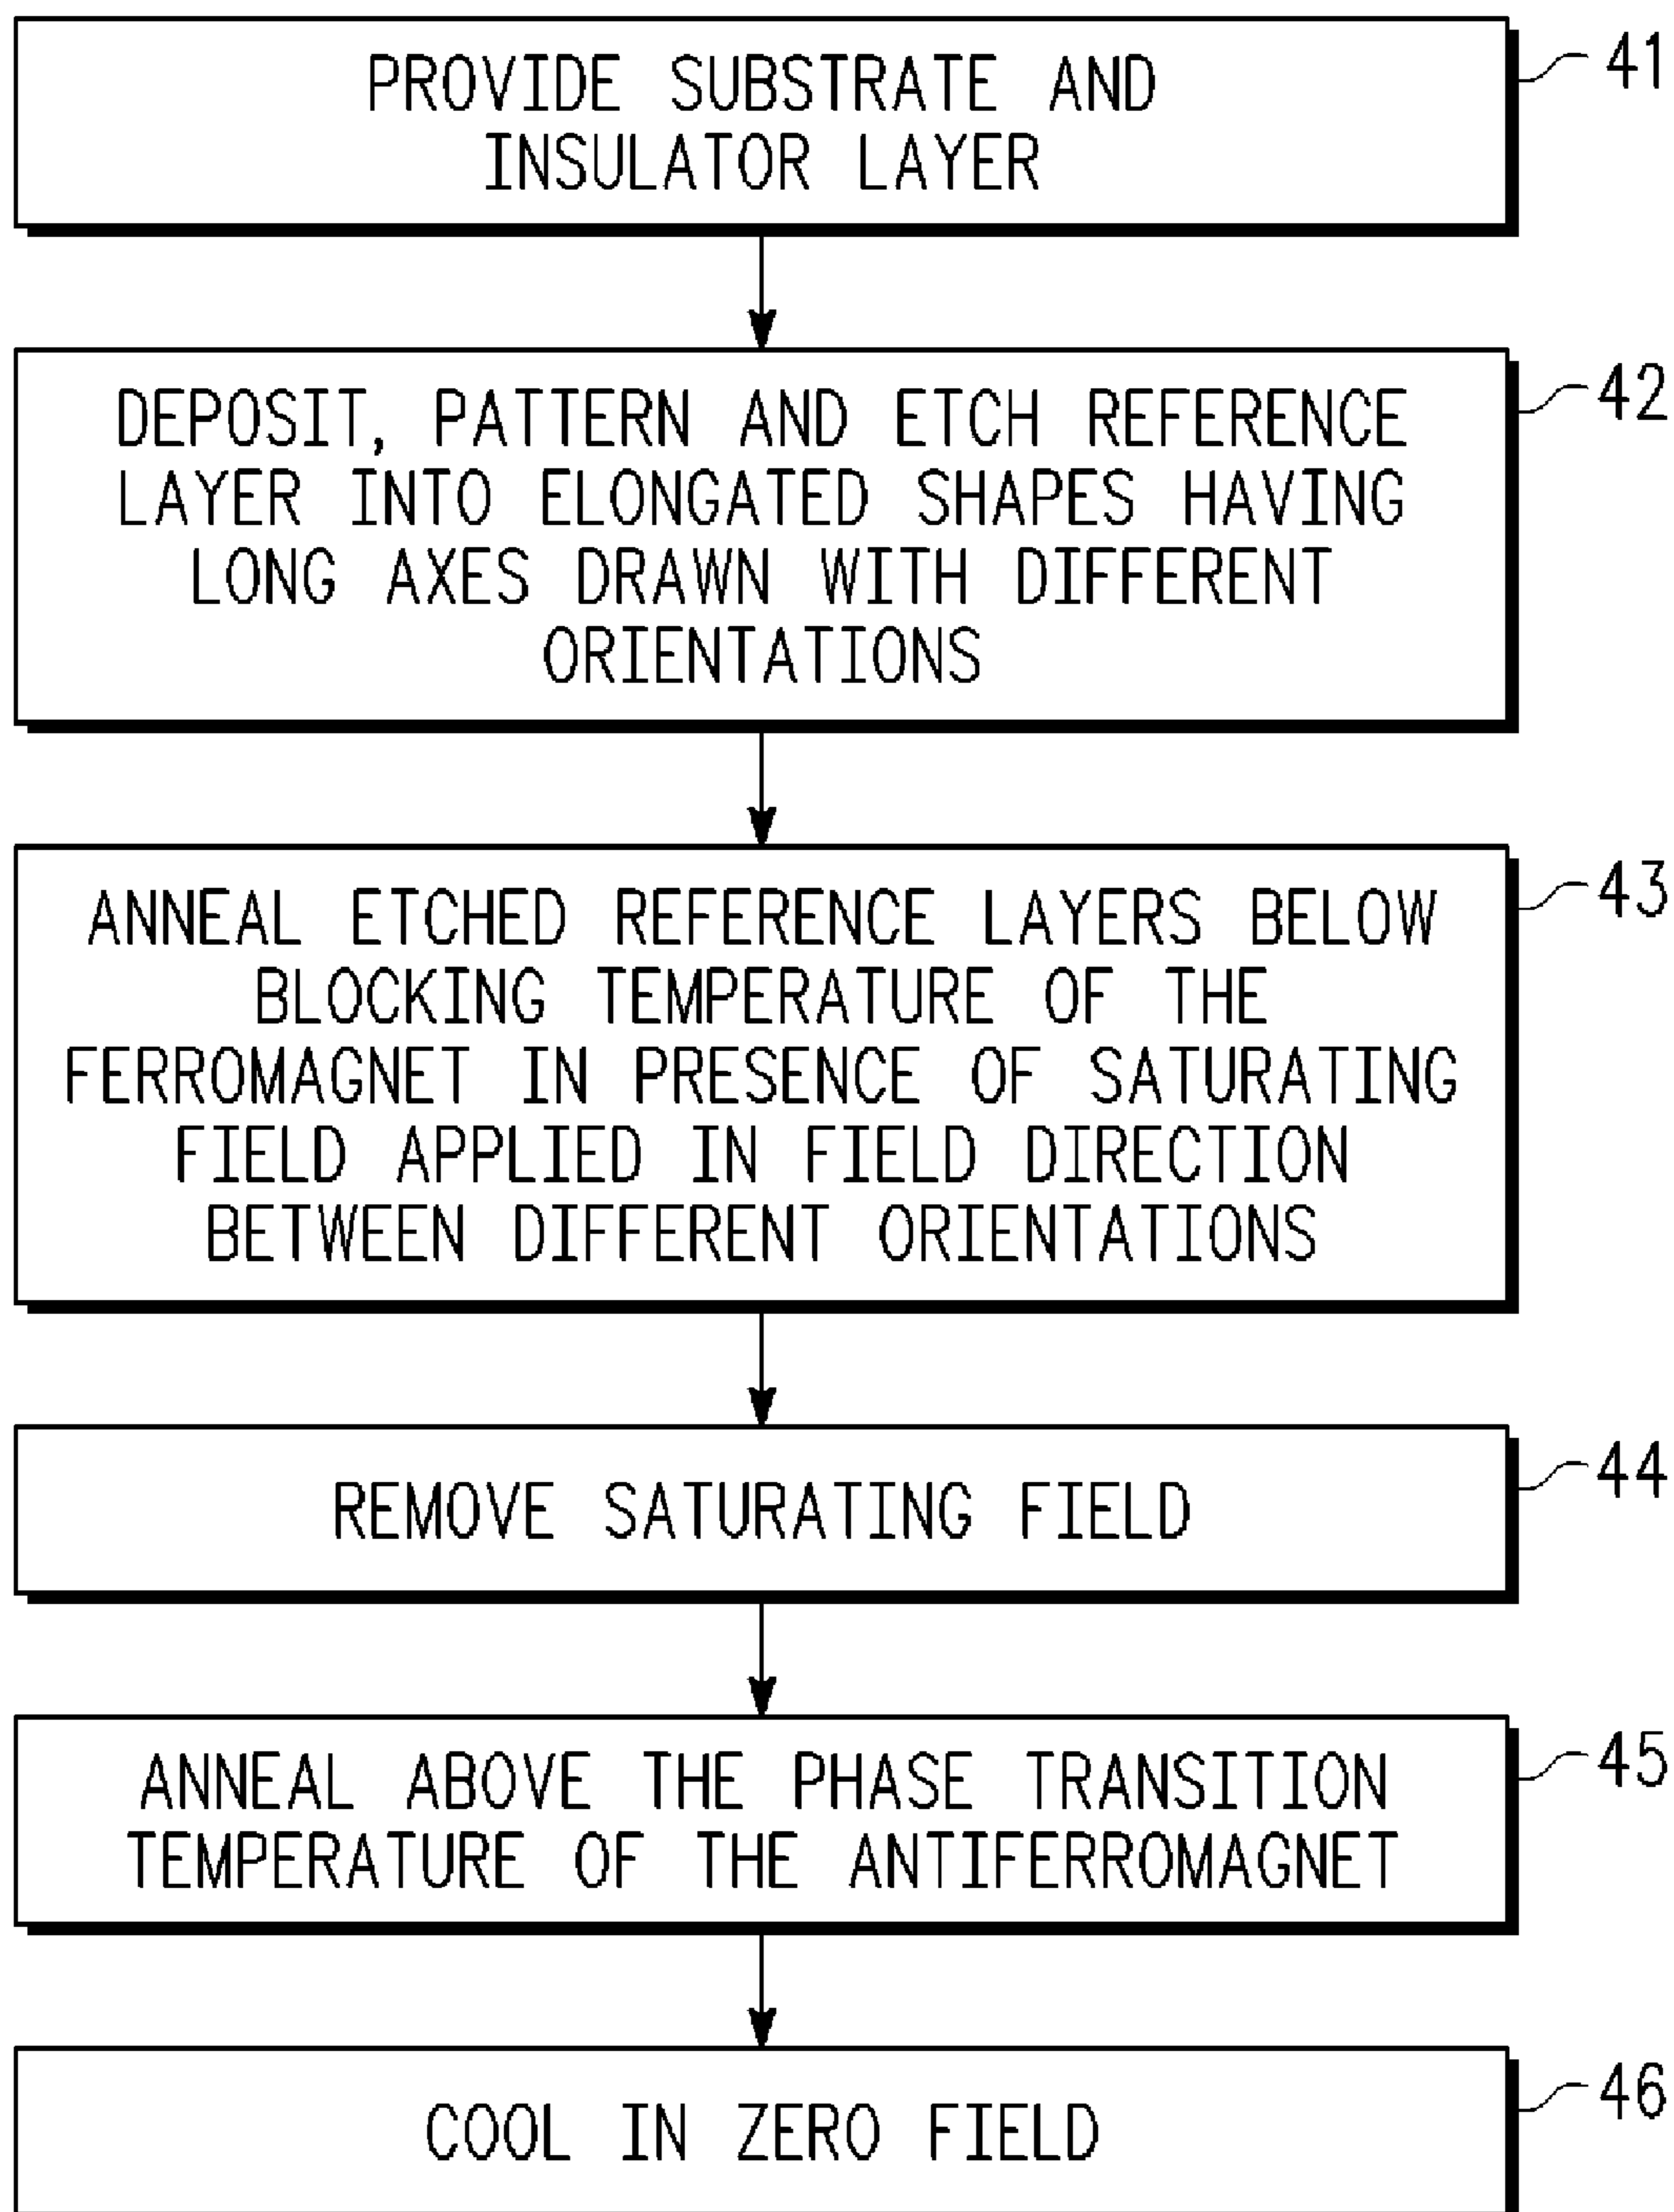 PROVIDE SUBSTRATE AND
INSULATOR LAYER
41
DEPOSIT, PATTERN AND ETCH REFERENCE
LAYER INTO ELONGATED SHAPES HAVING
LONG AXES DRAWN WITH DIFFERENT
ORIENTATIONS
42
ANNEAL ETCHED REFERENCE LAYERS BELOW
BLOCKING TEMPERATURE OF THE
FERROMAGNET IN PRESENCE OF SATURATING
FIELD APPLIED IN FIELD DIRECTION
BETWEEN DIFFERENT ORIENTATIONS
43
REMOVE SATURATING FIELD
44
ANNEAL ABOVE THE PHASE TRANSITION
TEMPERATURE OF THE ANTIFERROMAGNET
45
COOL IN ZERO FIELD
46